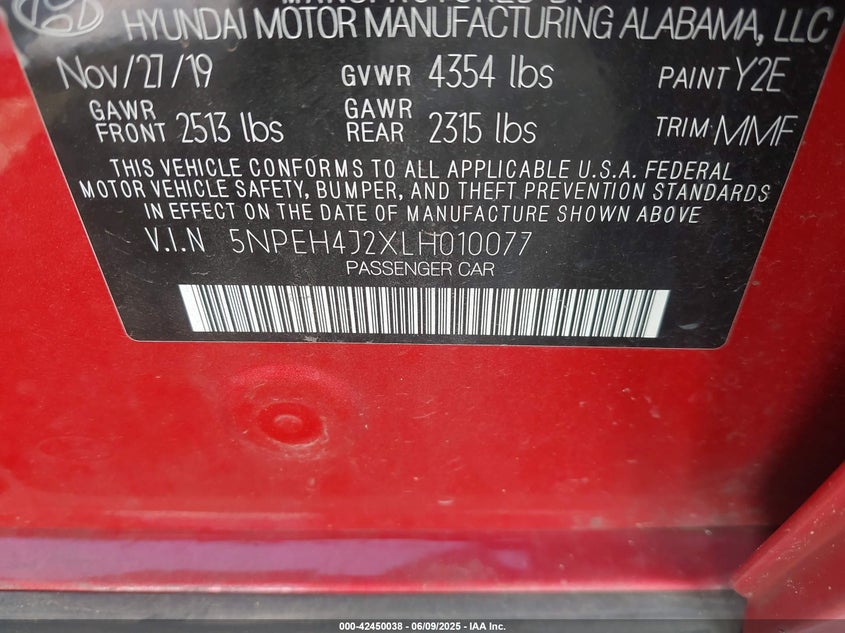 MANUFACTURED BY
HYUNDAI MOTOR MANUFACTURING ALABAMA, LLC
Nov/27/19 GVWR 4354 lbs PAINT Y2E
GAWR FRONT 2513 lbs GAWR REAR 2315 lbs TRIM: MMF
THIS VEHICLE CONFORMS TO ALL APPLICABLE U.S.A. FEDERAL
MOTOR VEHICLE SAFETY, BUMPER, AND THEFT PREVENTION STANDARDS
IN EFFECT ON THE DATE OF MANUFACTURE SHOWN ABOVE
V.I.N 5NPEH4J2XLH010077
PASSENGER CAR
000-42450038 - 06/09/2025 - IAA Inc.